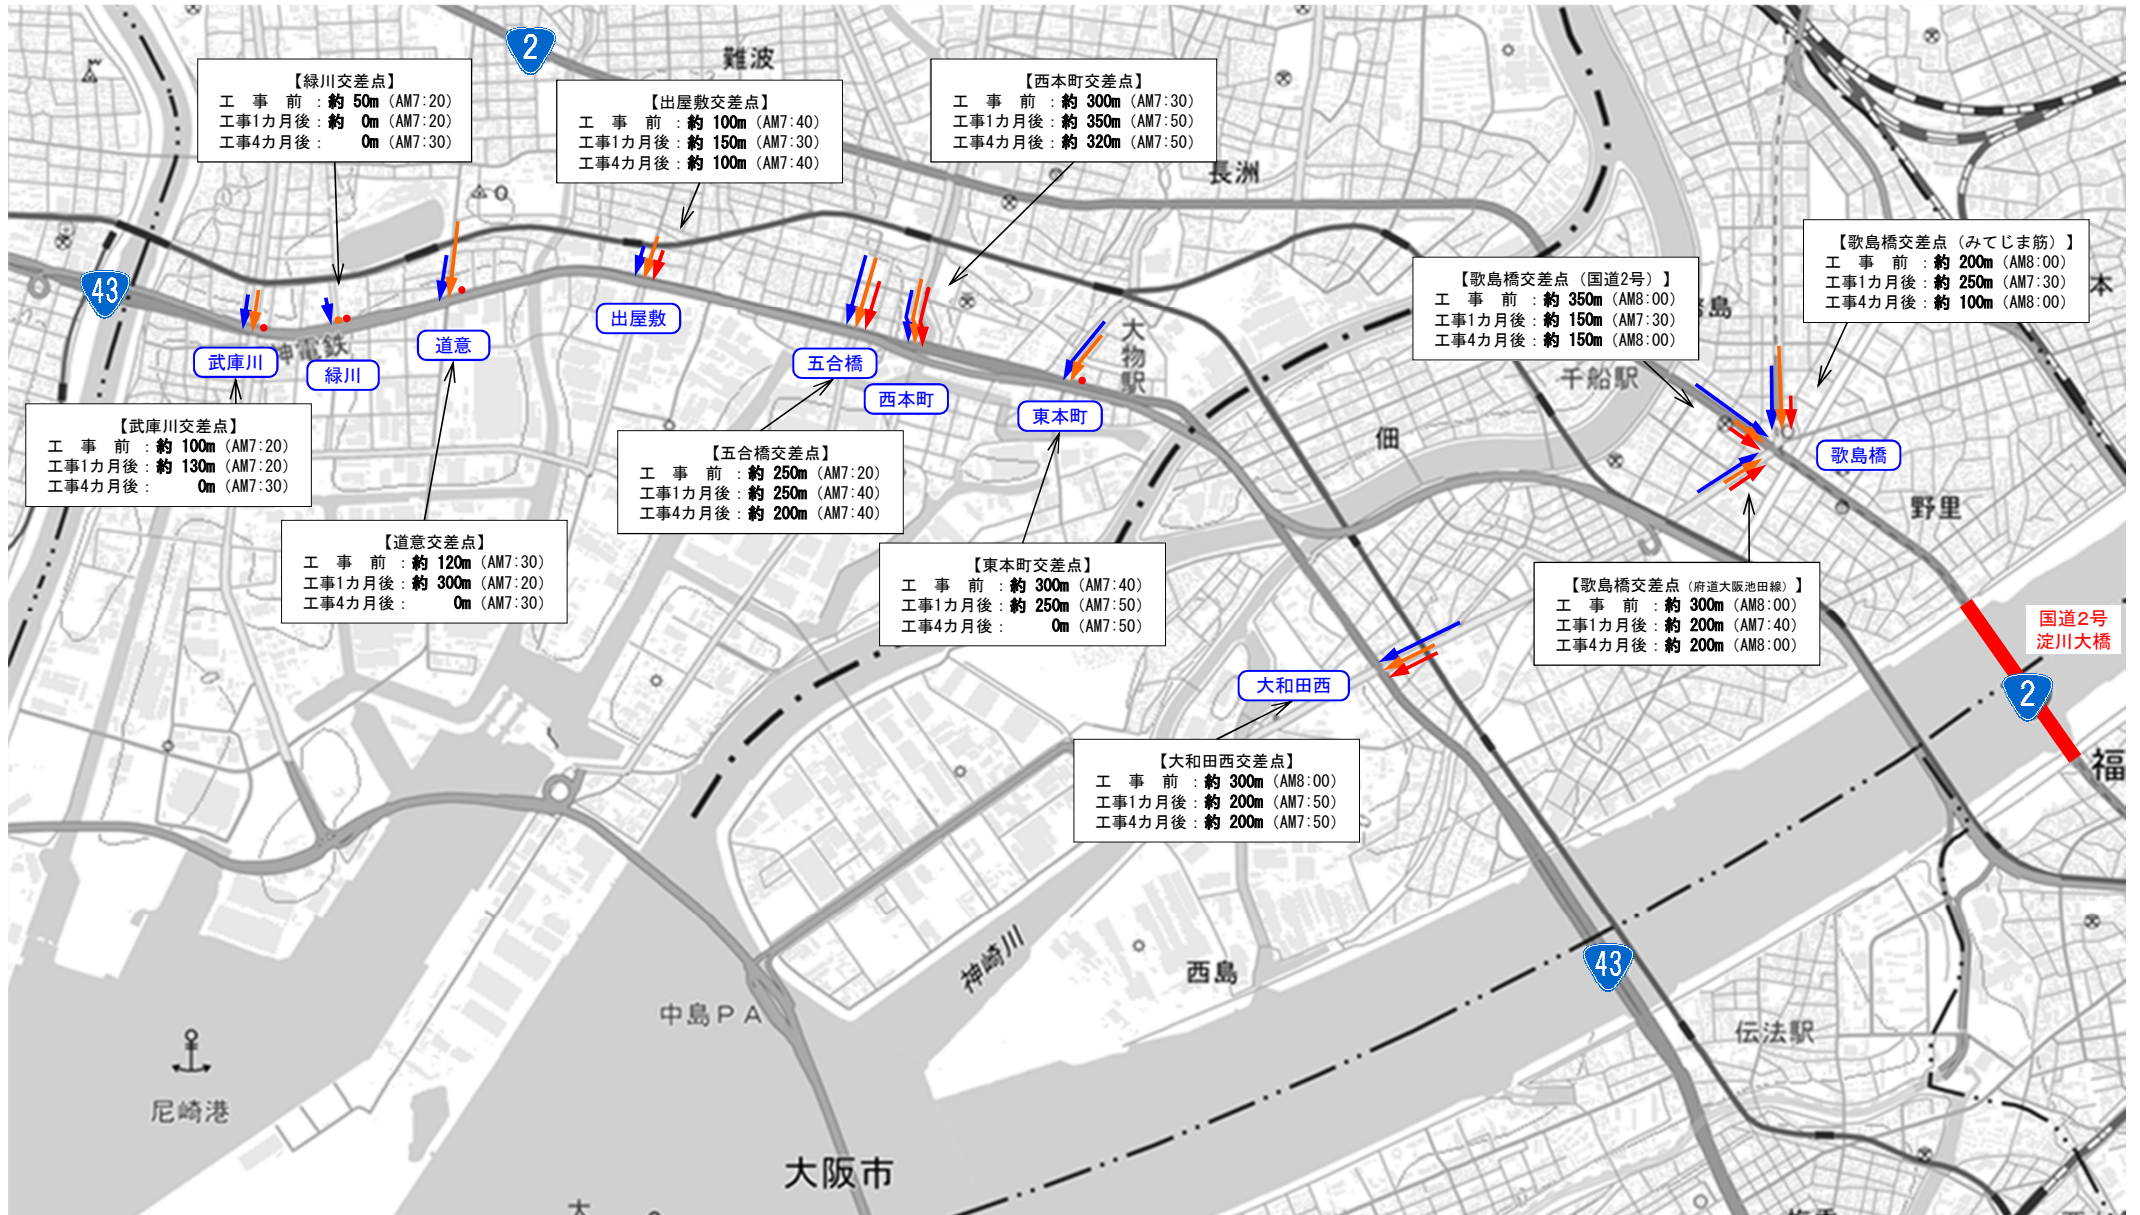 2
難波
【緑川交差点】
工 事 前 : 約 50m (AM7:20)
工事1カ月後 : 約 0m (AM7:20)
工事4カ月後 : 0m (AM7:30)
【出屋敷交差点】
工 事 前 : 約 100m (AM7:40)
工事1カ月後 : 約 150m (AM7:30)
工事4カ月後 : 約 100m (AM7:40)
【西本町交差点】
工 事 前 : 約 300m (AM7:30)
工事1カ月後 : 約 350m (AM7:50)
工事4カ月後 : 約 320m (AM7:50)
長洲
【歌島橋交差点（みてじま筋）】
工 事 前 : 約 200m (AM8:00)
工事1カ月後 : 約 250m (AM7:30)
工事4カ月後 : 約 100m (AM8:00)
本
【歌島橋交差点（国道2号）】
工 事 前 : 約 350m (AM8:00)
工事1カ月後 : 約 150m (AM7:30)
工事4カ月後 : 約 150m (AM8:00)
島
43
出屋敷
道意
武庫川
神電鉄
緑川
五合橋
西本町
東本町
大物駅
千船駅
佃
歌島橋
野里
【武庫川交差点】
工 事 前 : 約 100m (AM7:20)
工事1カ月後 : 約 130m (AM7:20)
工事4カ月後 : 0m (AM7:30)
【五合橋交差点】
工 事 前 : 約 250m (AM7:20)
工事1カ月後 : 約 250m (AM7:40)
工事4カ月後 : 約 200m (AM7:40)
【道意交差点】
工 事 前 : 約 120m (AM7:30)
工事1カ月後 : 約 300m (AM7:20)
工事4カ月後 : 0m (AM7:30)
【東本町交差点】
工 事 前 : 約 300m (AM7:40)
工事1カ月後 : 約 250m (AM7:50)
工事4カ月後 : 0m (AM7:50)
【歌島橋交差点（府道大阪池田線）】
工 事 前 : 約 300m (AM8:00)
工事1カ月後 : 約 200m (AM7:40)
工事4カ月後 : 約 200m (AM8:00)
国道2号
淀川大橋
2
大和田西
福
【大和田西交差点】
工 事 前 : 約 300m (AM8:00)
工事1カ月後 : 約 200m (AM7:50)
工事4カ月後 : 約 200m (AM7:50)
神崎川
西島
43
中島PA
伝法駅
尼崎港
大阪市
大